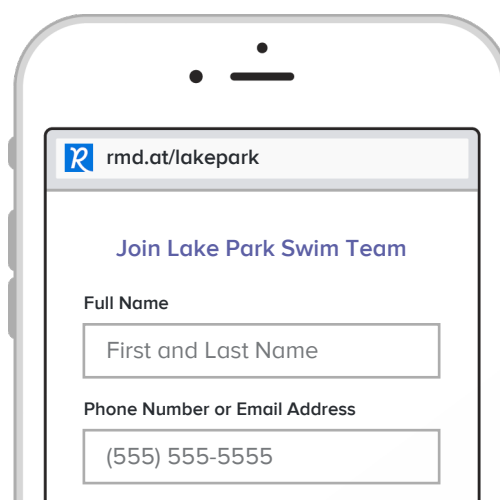 R rmd.at/lakepark
Join Lake Park Swim Team
Full Name
First and Last Name
Phone Number or Email Address
(555) 555-5555